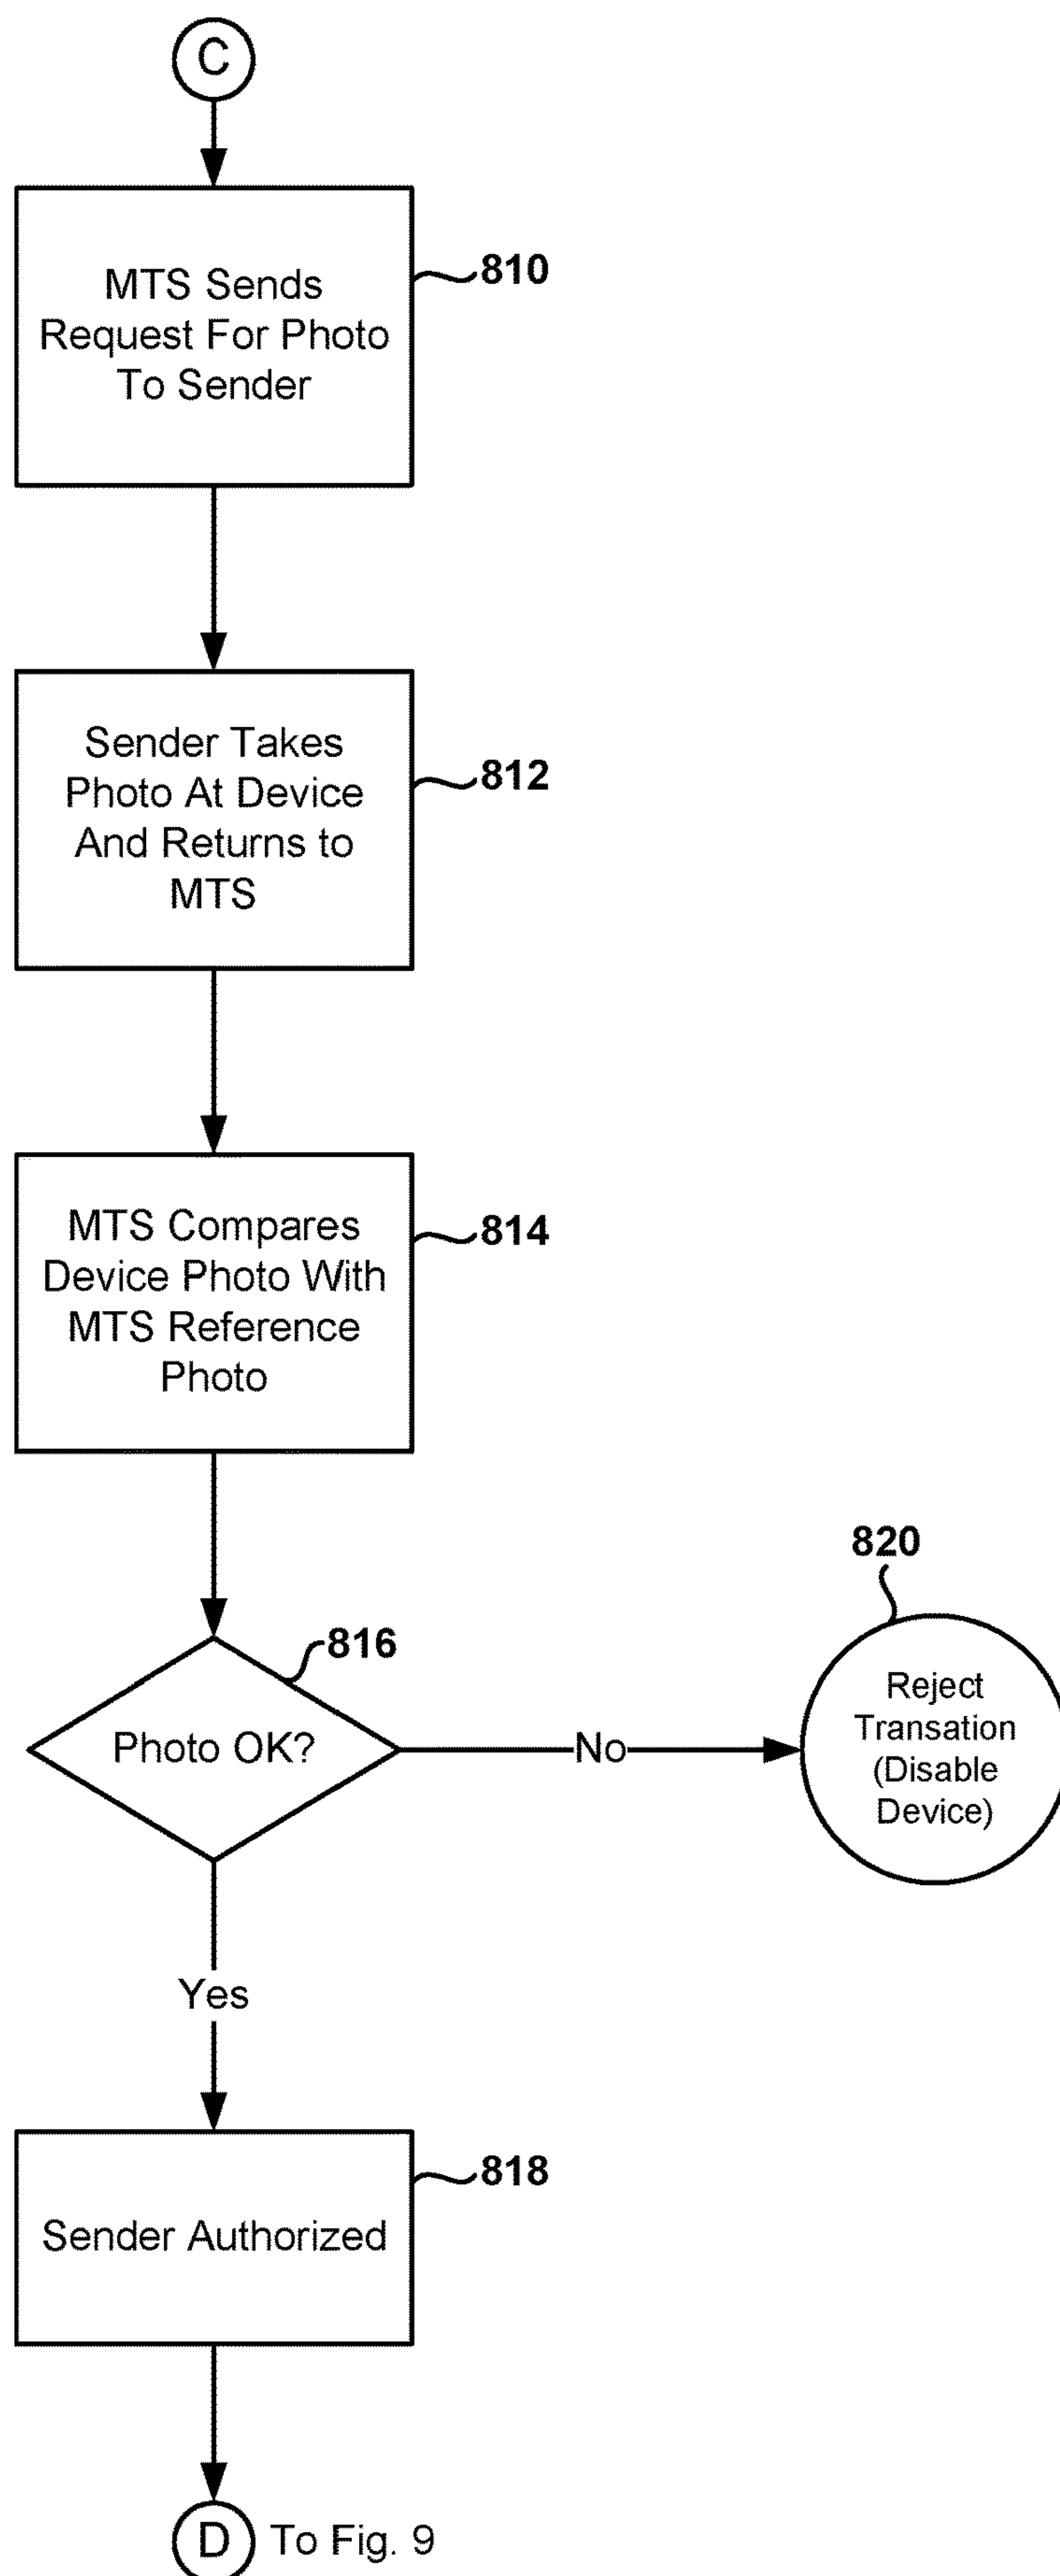 C
MTS Sends
Request For Photo
To Sender
810
Sender Takes
Photo At Device
And Returns to
MTS
812
MTS Compares
Device Photo With
MTS Reference
Photo
814
816
Photo OK?
No
820
Reject
Transation
(Disable
Device)
Yes
818
Sender Authorized
D To Fig. 9